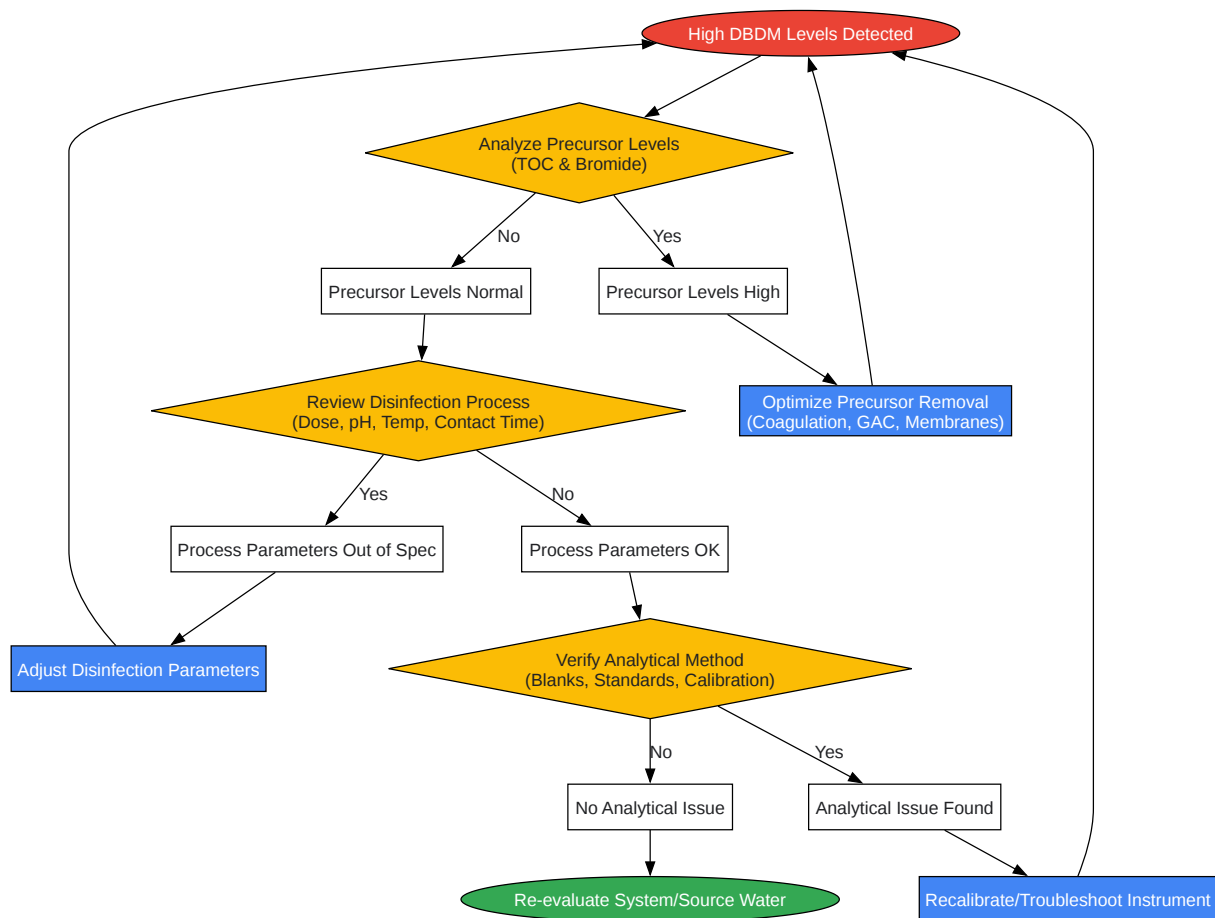 High DBDM Levels Detected
Analyze Precursor Levels
(TOC & Bromide)
No
Yes
Precursor Levels Normal
Precursor Levels High
Review Disinfection Process
(Dose, pH, Temp, Contact Time)
Optimize Precursor Removal
(Coagulation, GAC, Membranes)
Yes
No
Process Parameters Out of Spec
Process Parameters OK
Adjust Disinfection Parameters
Verify Analytical Method
(Blanks, Standards, Calibration)
No
Yes
No Analytical Issue
Analytical Issue Found
Re-evaluate System/Source Water
Recalibrate/Troubleshoot Instrument